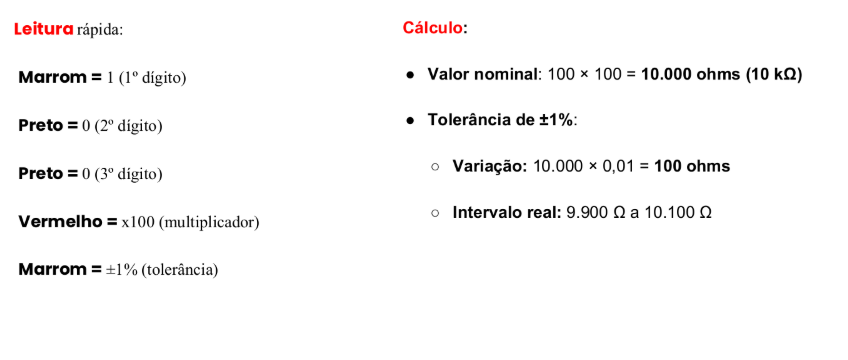 Leitura rápida:
Marrom = 1 (1º dígito)
Preto = 0 (2º dígito)
Preto = 0 (3º dígito)
Vermelho = x100 (multiplicador)
Marrom = ±1% (tolerância)
Cálculo:
● Valor nominal: 100 × 100 = 10.000 ohms (10 kΩ)
● Tolerância de ±1%:
○ Variação: 10.000 × 0,01 = 100 ohms
○ Intervalo real: 9.900 Ω a 10.100 Ω